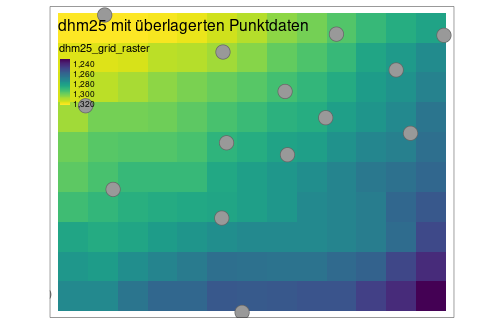 dhm25 mit überlagerten Punktdaten
dhm25_grid_raster
1,240
1,260
1,280
1,300
1,320